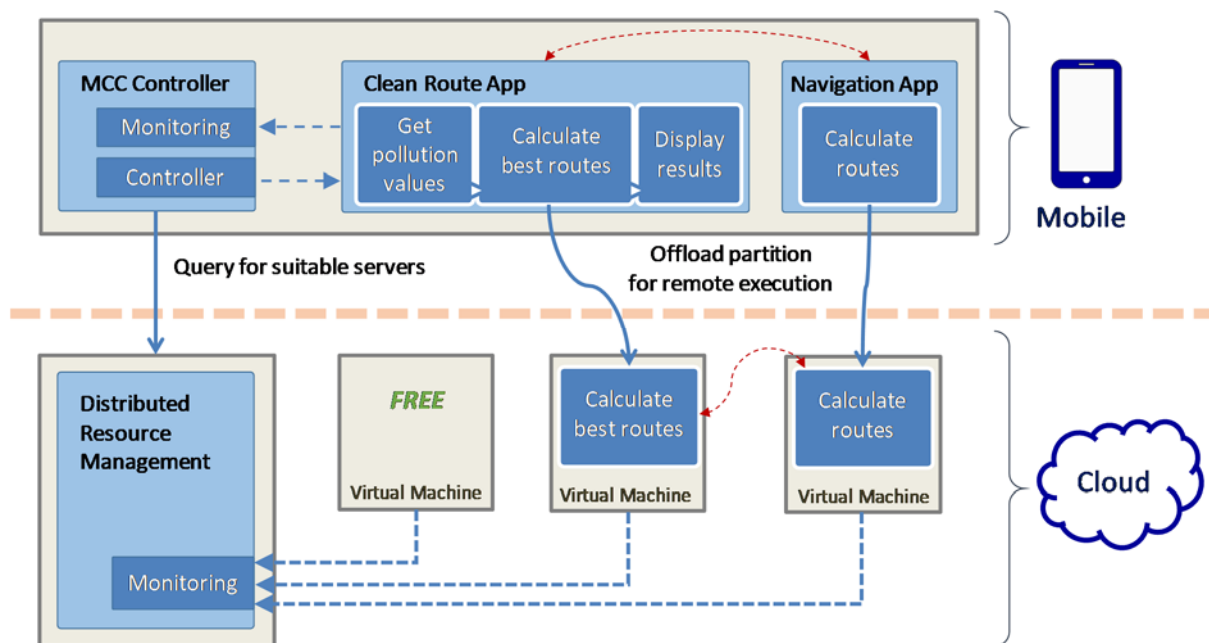 MCC Controller
Monitoring
Controller
Clean Route App
Get
pollution
values
Calculate
best routes
Display
results
Navigation App
Calculate
routes
Mobile
Query for suitable servers
Offload partition
for remote execution
Distributed
Resource
Management
Monitoring
FREE
Virtual Machine
Calculate
best routes
Virtual Machine
Calculate
routes
Virtual Machine
Cloud